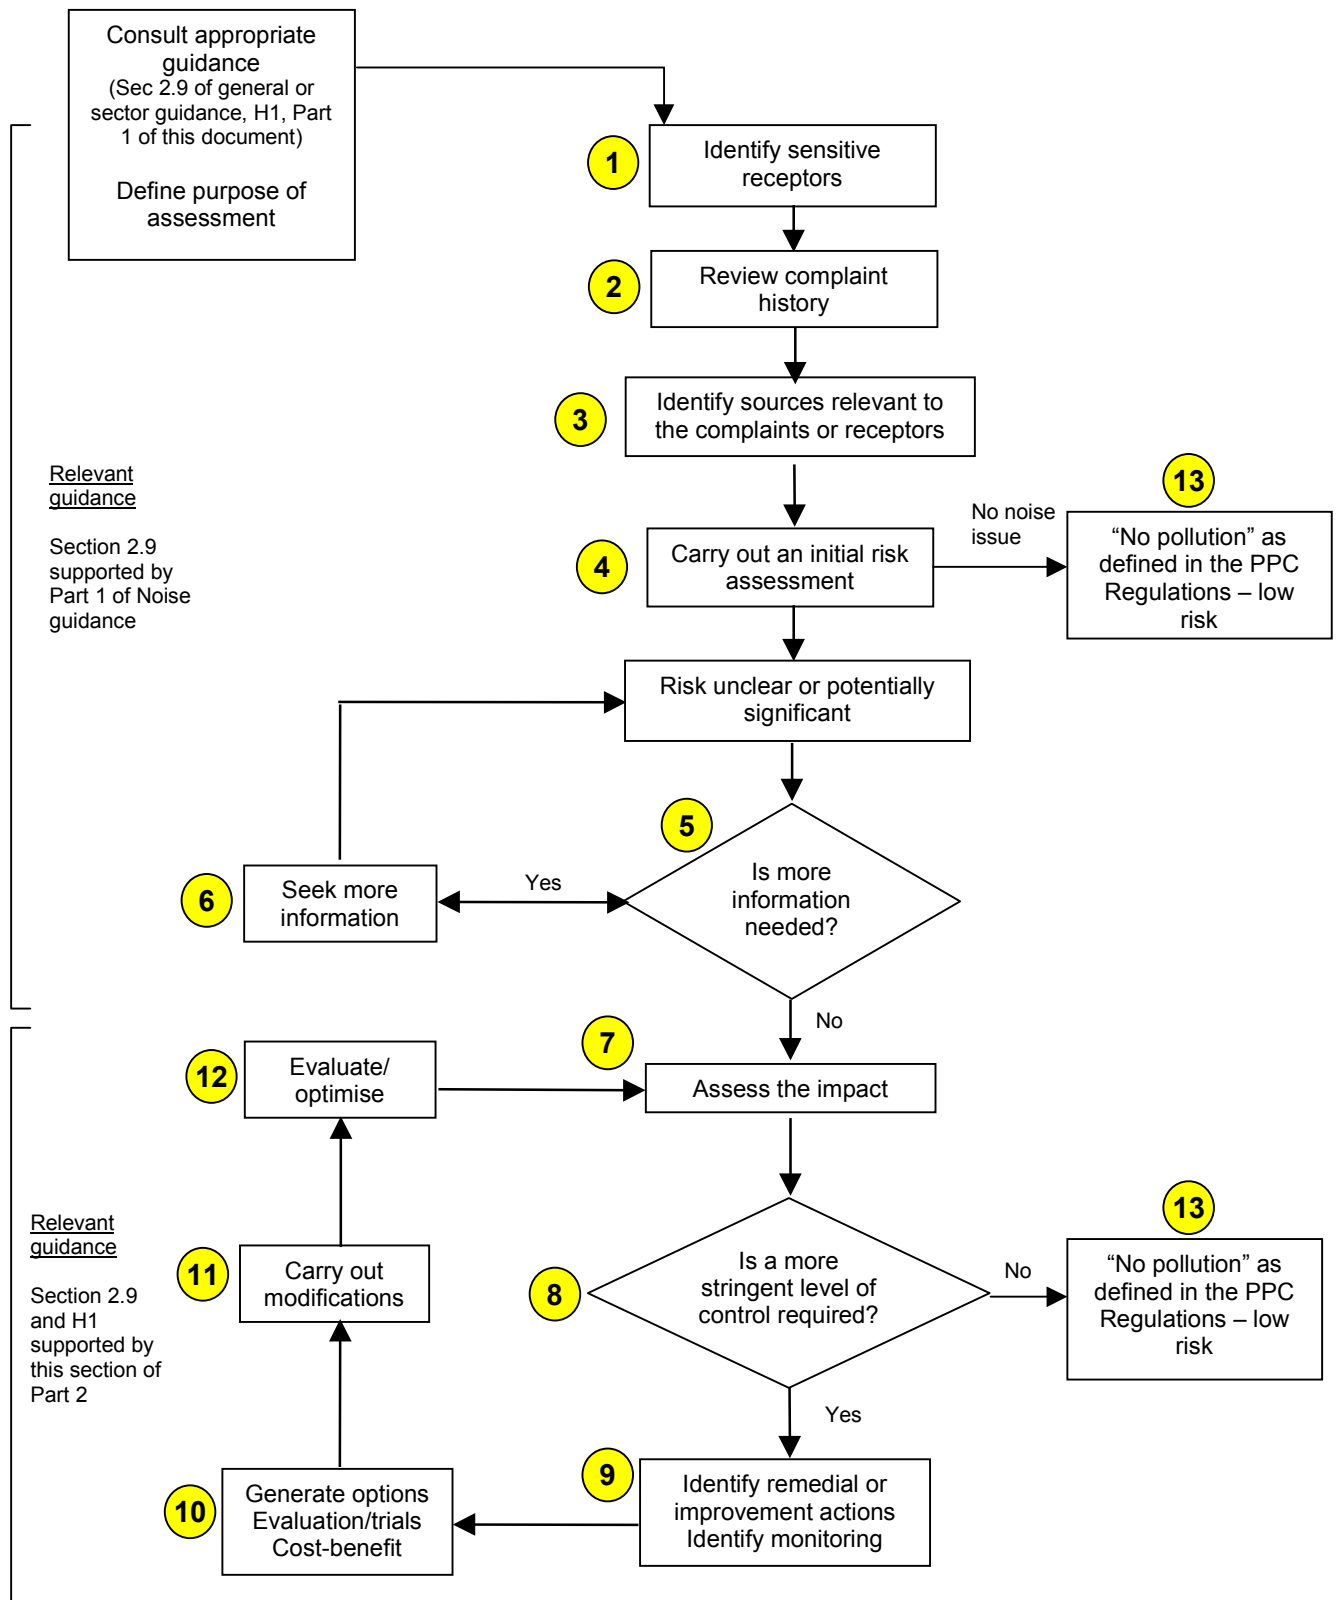 Consult appropriate
guidance
(Sec 2.9 of general or
sector guidance, H1, Part
1 of this document)
Define purpose of
assessment
1
Identify sensitive
receptors
2
Review complaint
history
3
Identify sources relevant to
the complaints or receptors
Relevant
guidance
Section 2.9
supported by
Part 1 of Noise
guidance
4
Carry out an initial risk
assessment
No noise
issue
13
“No pollution” as
defined in the PPC
Regulations – low
risk
Risk unclear or potentially
significant
5
Is more
information
needed?
Yes
6
Seek more
information
No
7
Assess the impact
12
Evaluate/
optimise
Relevant
guidance
Section 2.9
and H1
supported by
this section of
Part 2
11
Carry out
modifications
8
Is a more
stringent level of
control required?
No
13
“No pollution” as
defined in the PPC
Regulations – low
risk
Yes
9
Identify remedial or
improvement actions
Identify monitoring
10
Generate options
Evaluation/trials
Cost-benefit